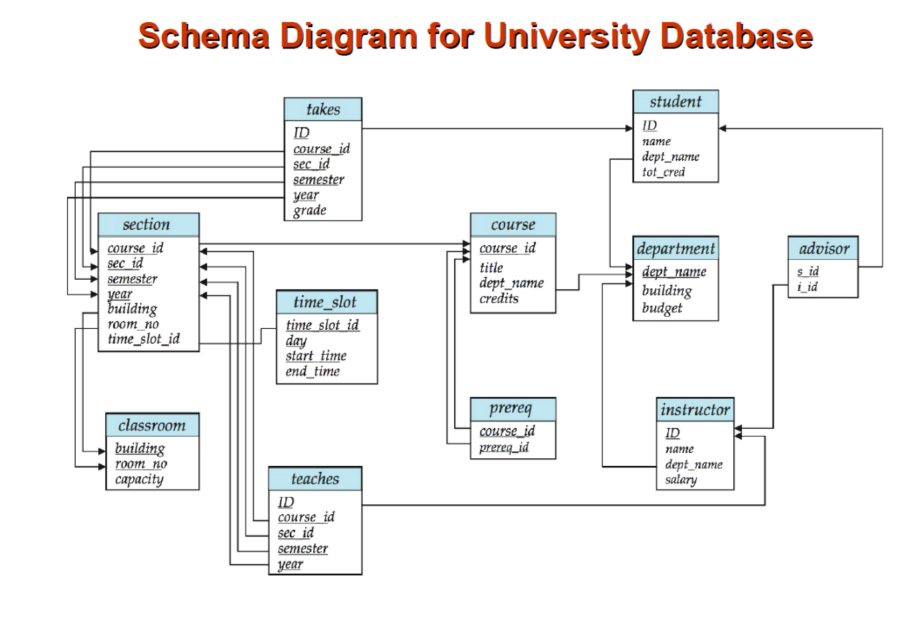 Schema Diagram for University Database
takes
ID
course_id
sec_id
semester
year
grade
student
ID
name
dept_name
tot_cred
section
course_id
sec_id
semester
year
building
room_no
time_slot_id
course
course_id
title
dept_name
credits
department
dept_name
building
budget
advisor
s_id
i_id
time_slot
time_slot_id
day
start_time
end_time
prereq
course_id
prereq_id
instructor
ID
name
dept_name
salary
classroom
building
room_no
capacity
teaches
ID
course_id
sec_id
semester
year